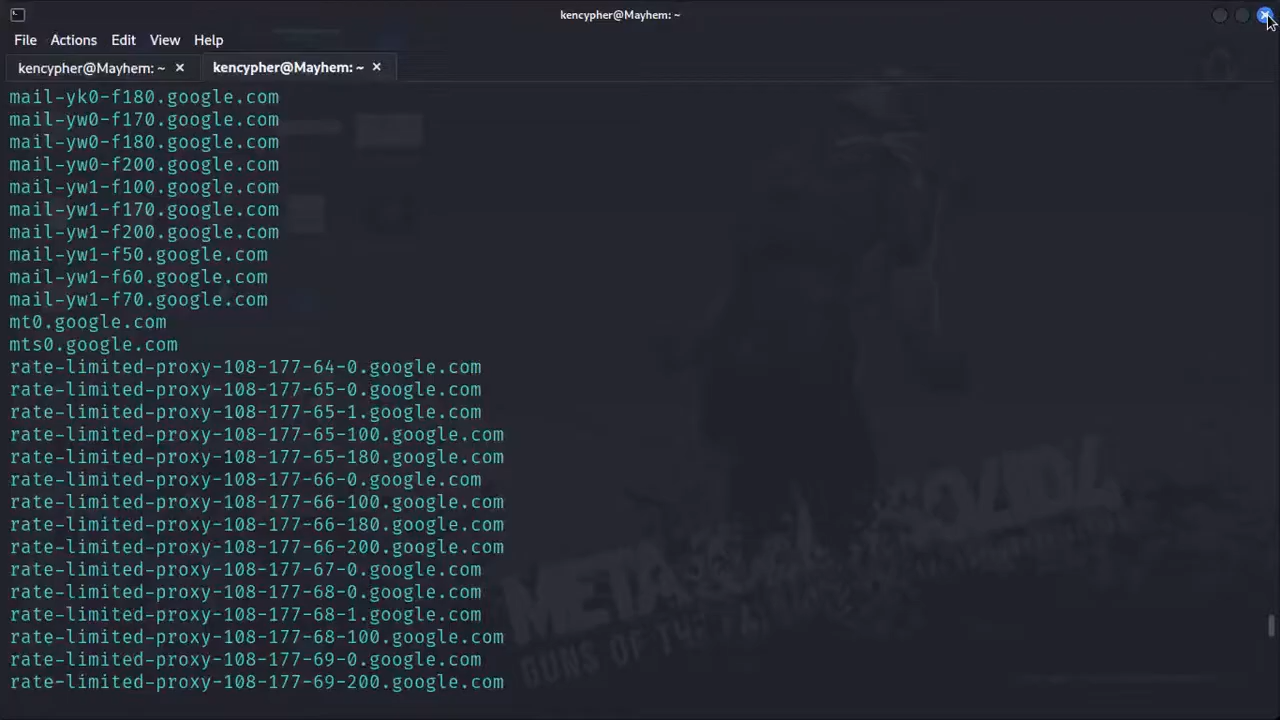 kencypher@Mayhem: ~
File Actions Edit View Help
kencypher@Mayhem: ~ × kencypher@Mayhem: ~ ×
mail-yk0-f180.google.com
mail-yw0-f170.google.com
mail-yw0-f180.google.com
mail-yw0-f200.google.com
mail-yw1-f100.google.com
mail-yw1-f170.google.com
mail-yw1-f200.google.com
mail-yw1-f50.google.com
mail-yw1-f60.google.com
mail-yw1-f70.google.com
mt0.google.com
mts0.google.com
rate-limited-proxy-108-177-64-0.google.com
rate-limited-proxy-108-177-65-0.google.com
rate-limited-proxy-108-177-65-1.google.com
rate-limited-proxy-108-177-65-100.google.com
rate-limited-proxy-108-177-65-180.google.com
rate-limited-proxy-108-177-66-0.google.com
rate-limited-proxy-108-177-66-100.google.com
rate-limited-proxy-108-177-66-180.google.com
rate-limited-proxy-108-177-66-200.google.com
rate-limited-proxy-108-177-67-0.google.com
rate-limited-proxy-108-177-68-0.google.com
rate-limited-proxy-108-177-68-1.google.com
rate-limited-proxy-108-177-68-100.google.com
rate-limited-proxy-108-177-69-0.google.com
rate-limited-proxy-108-177-69-200.google.com
SOLID4
GUNS OF THE